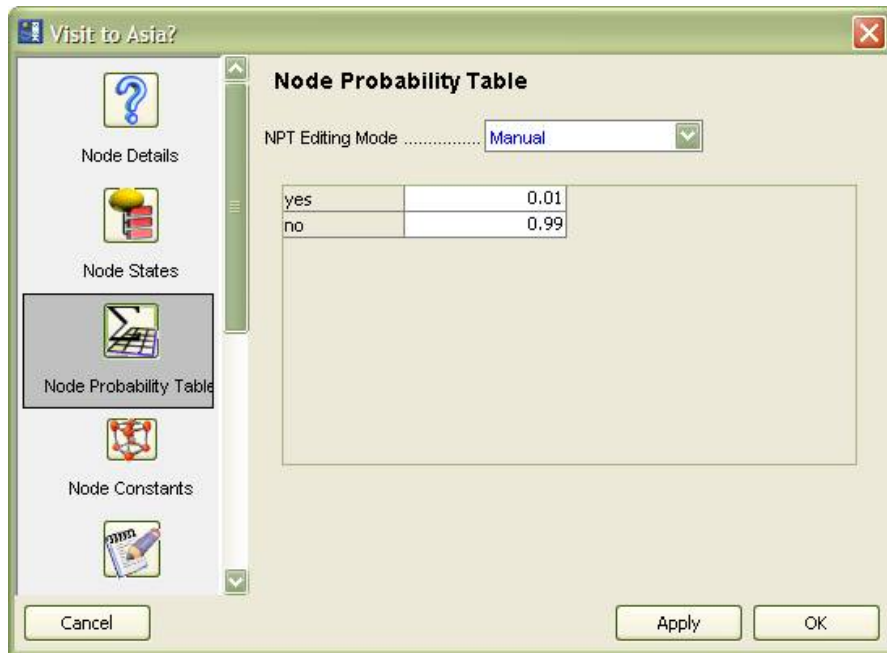 Visit to Asia?
Node Details
Node States
Node Probability Table
Node Constants
Node Probability Table
NPT Editing Mode ................ Manual
yes 0.01
no 0.99
Cancel
Apply
OK